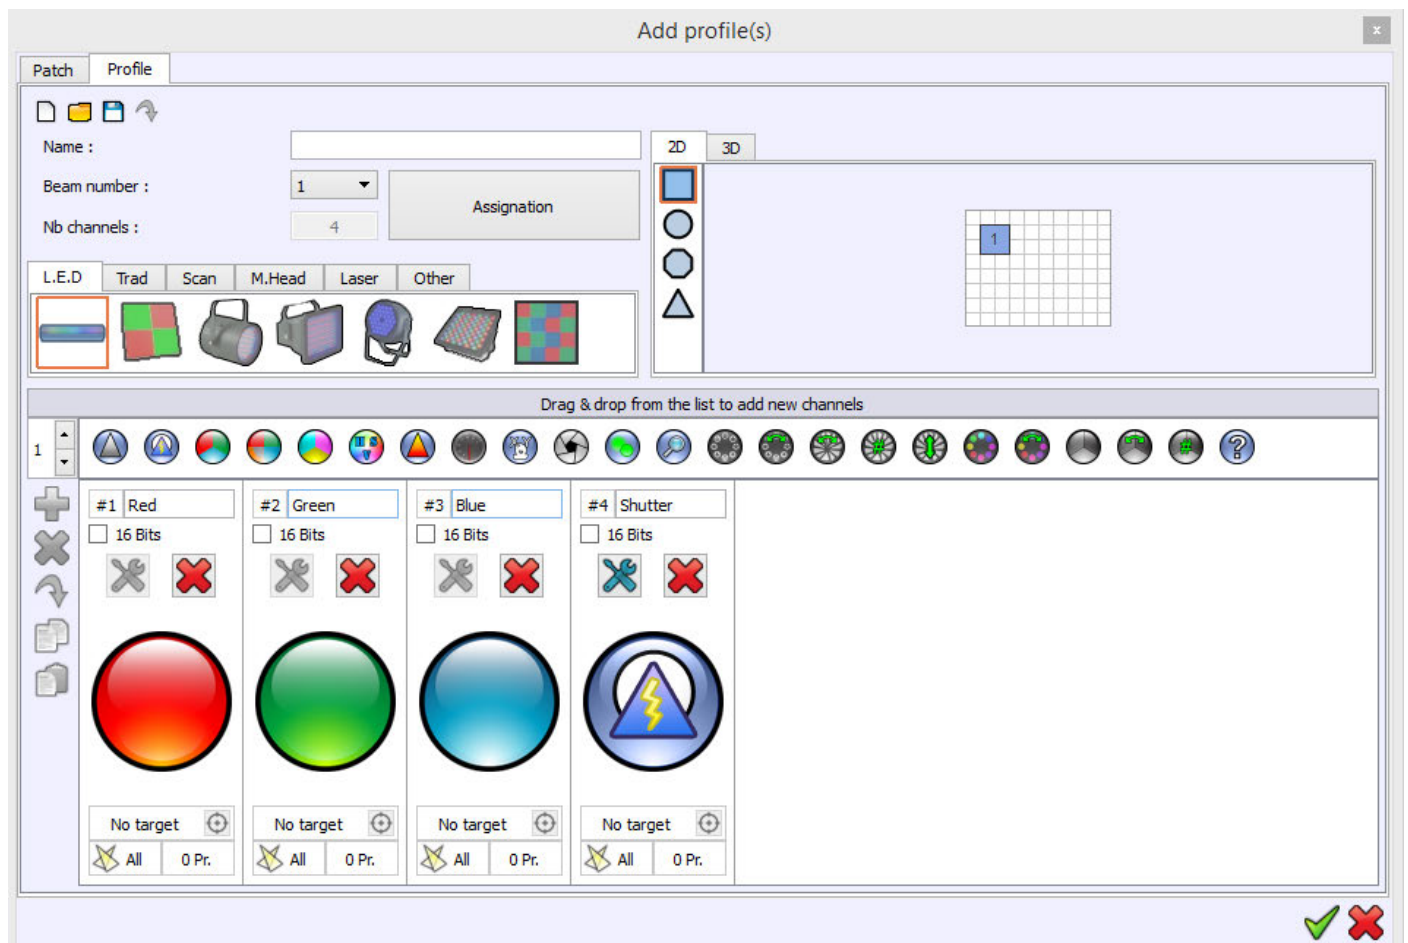 Add profile(s)
x
Patch Profile
Name :
2D 3D
Beam number : 1
Assignation
Nb channels : 4
1
L.E.D Trad Scan M.Head Laser Other
Drag & drop from the list to add new channels
1 H S V # # ?
#1 Red #2 Green #3 Blue #4 Shutter
16 Bits 16 Bits 16 Bits 16 Bits
No target No target No target No target
All 0 Pr. All 0 Pr. All 0 Pr. All 0 Pr.